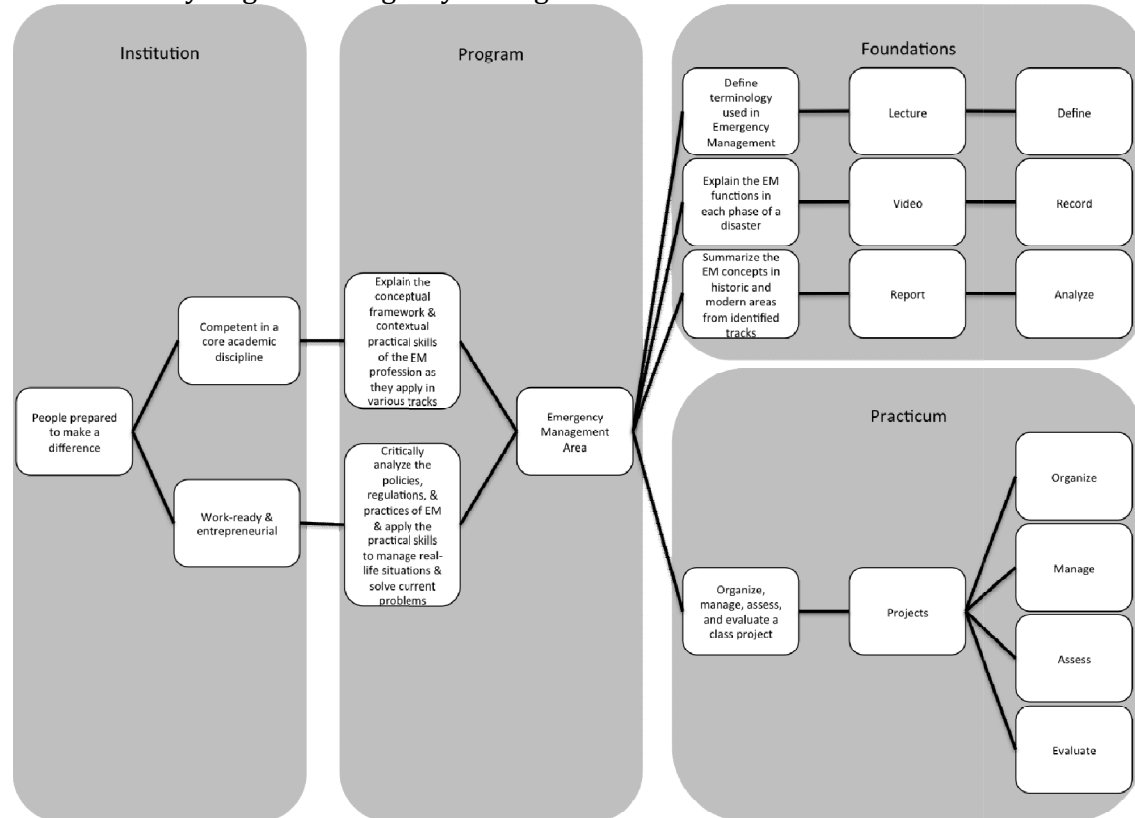 Institution
People prepared
to make a
difference
Competent in a
core academic
discipline
Work-ready &
entrepreneurial
Program
Explain the
conceptual
framework &
contextual
practical skills
of the EM
profession as
they apply in
various tracks
Critically
analyze the
policies,
regulations, &
practices of EM
& apply the
practical skills
to manage real-
life situations &
solve current
problems
Emergency
Management
Area
Foundations
Define
terminology
used in
Emergency
Management
Lecture
Define
Explain the EM
functions in
each phase of a
disaster
Video
Record
Summarize the
EM concepts in
historic and
modern areas
from identified
tracks
Report
Analyze
Practicum
Organize,
manage, assess,
and evaluate a
class project
Projects
Organize
Manage
Assess
Evaluate